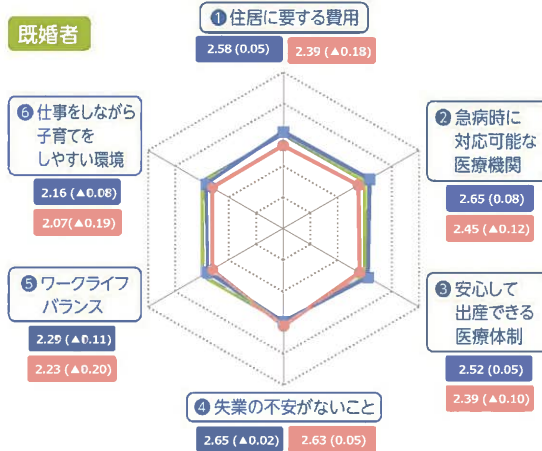 既婚者
❶住居に要する費用
2.58 (0.05) 2.39 (▲0.18)
❷急病時に
対応可能な
医療機関
2.65 (0.08)
2.45 (▲0.12)
❸安心して
出産できる
医療体制
2.52 (0.05)
2.39 (▲0.10)
❹失業の不安がないこと
2.65 (▲0.02) 2.63 (0.05)
❺ワークライフ
バランス
2.29 (▲0.11)
2.23 (▲0.20)
❻仕事をしながら
子育てを
しやすい環境
2.16 (▲0.08)
2.07(▲0.19)